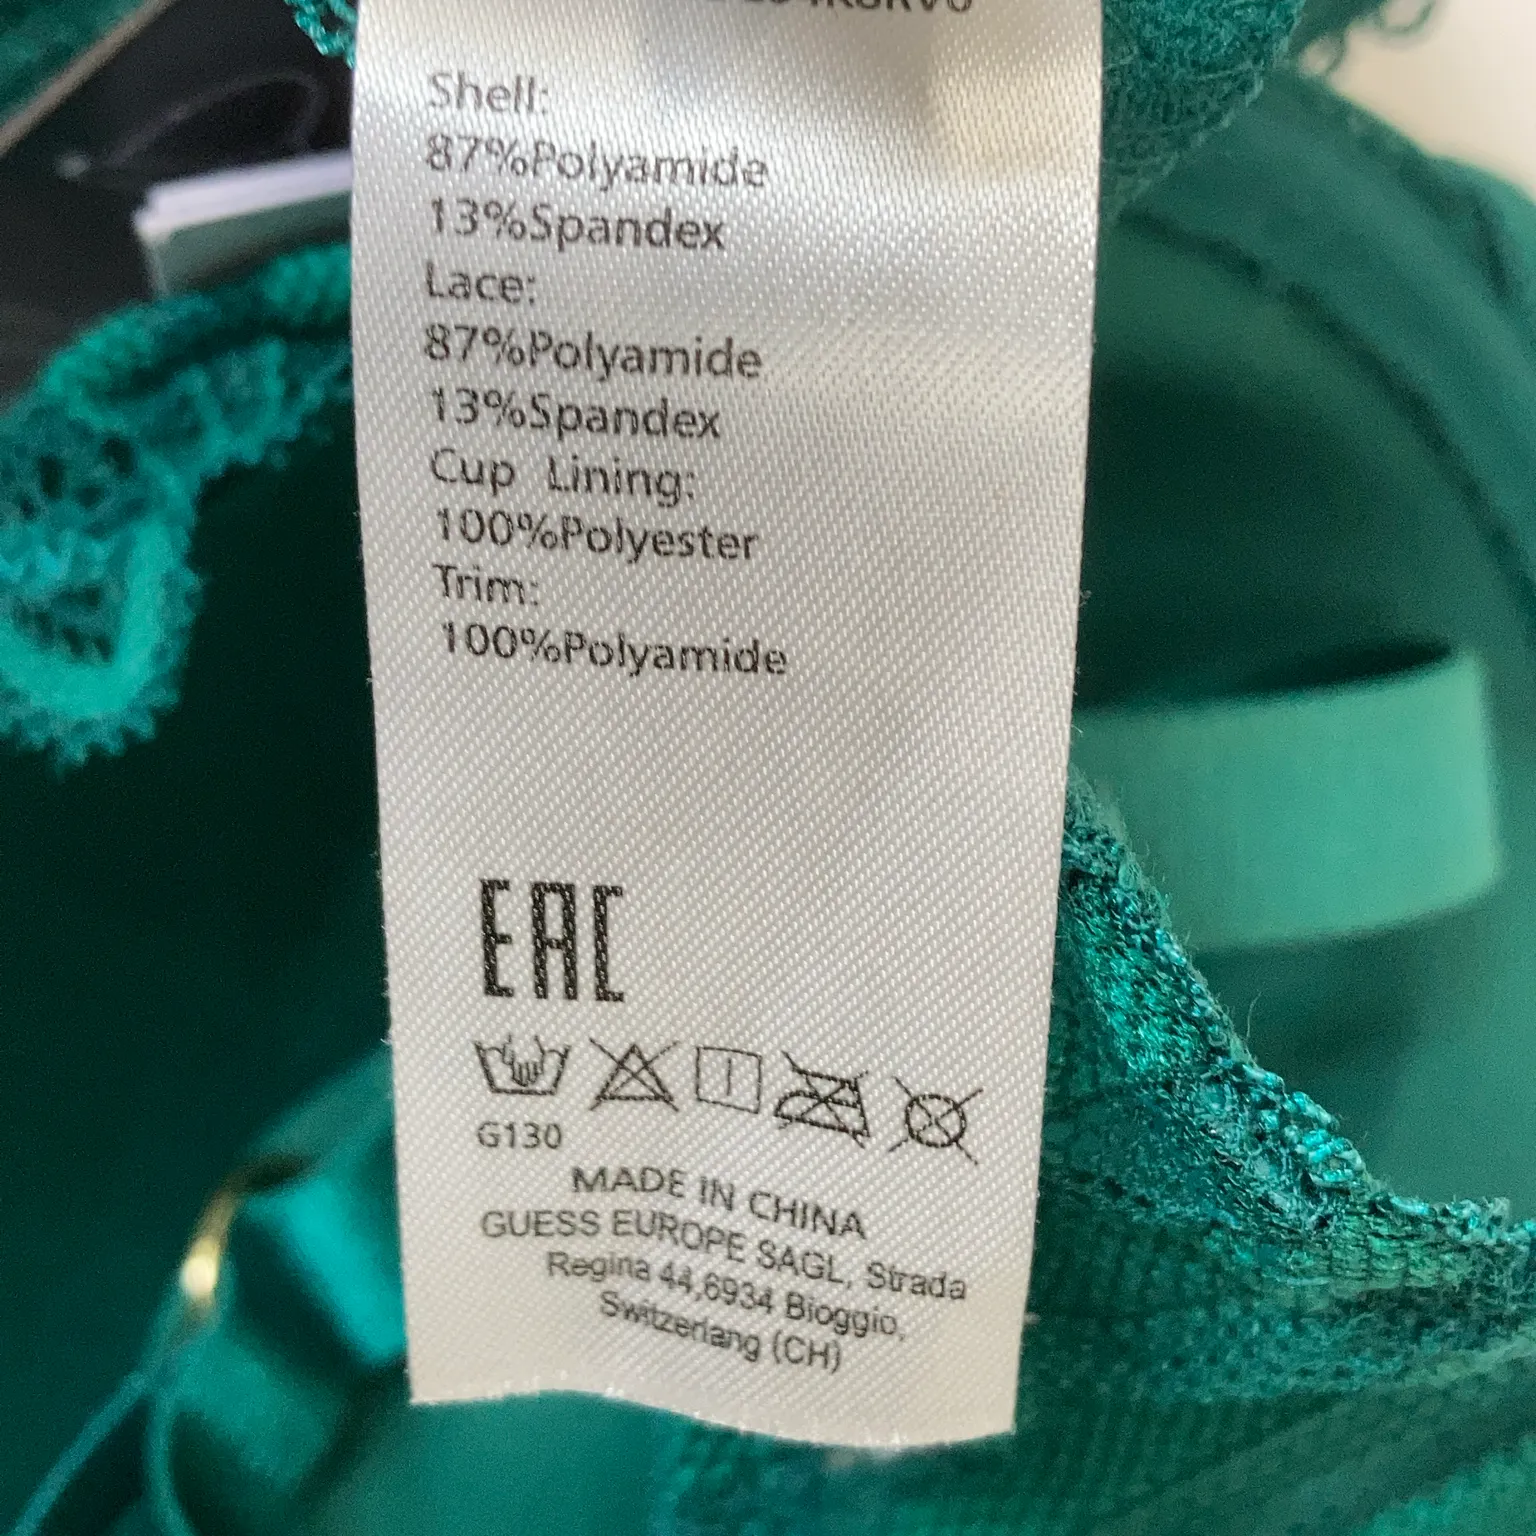 Shell:
87%Polyamide
13%Spandex
Lace:
87%Polyamide
13%Spandex
Cup Lining:
100%Polyester
Trim:
100%Polyamide
EAC
G130
MADE IN CHINA
GUESS EUROPE SAGL, Strada
Regina 44,6934 Bioggio,
Switzerlang (CH)